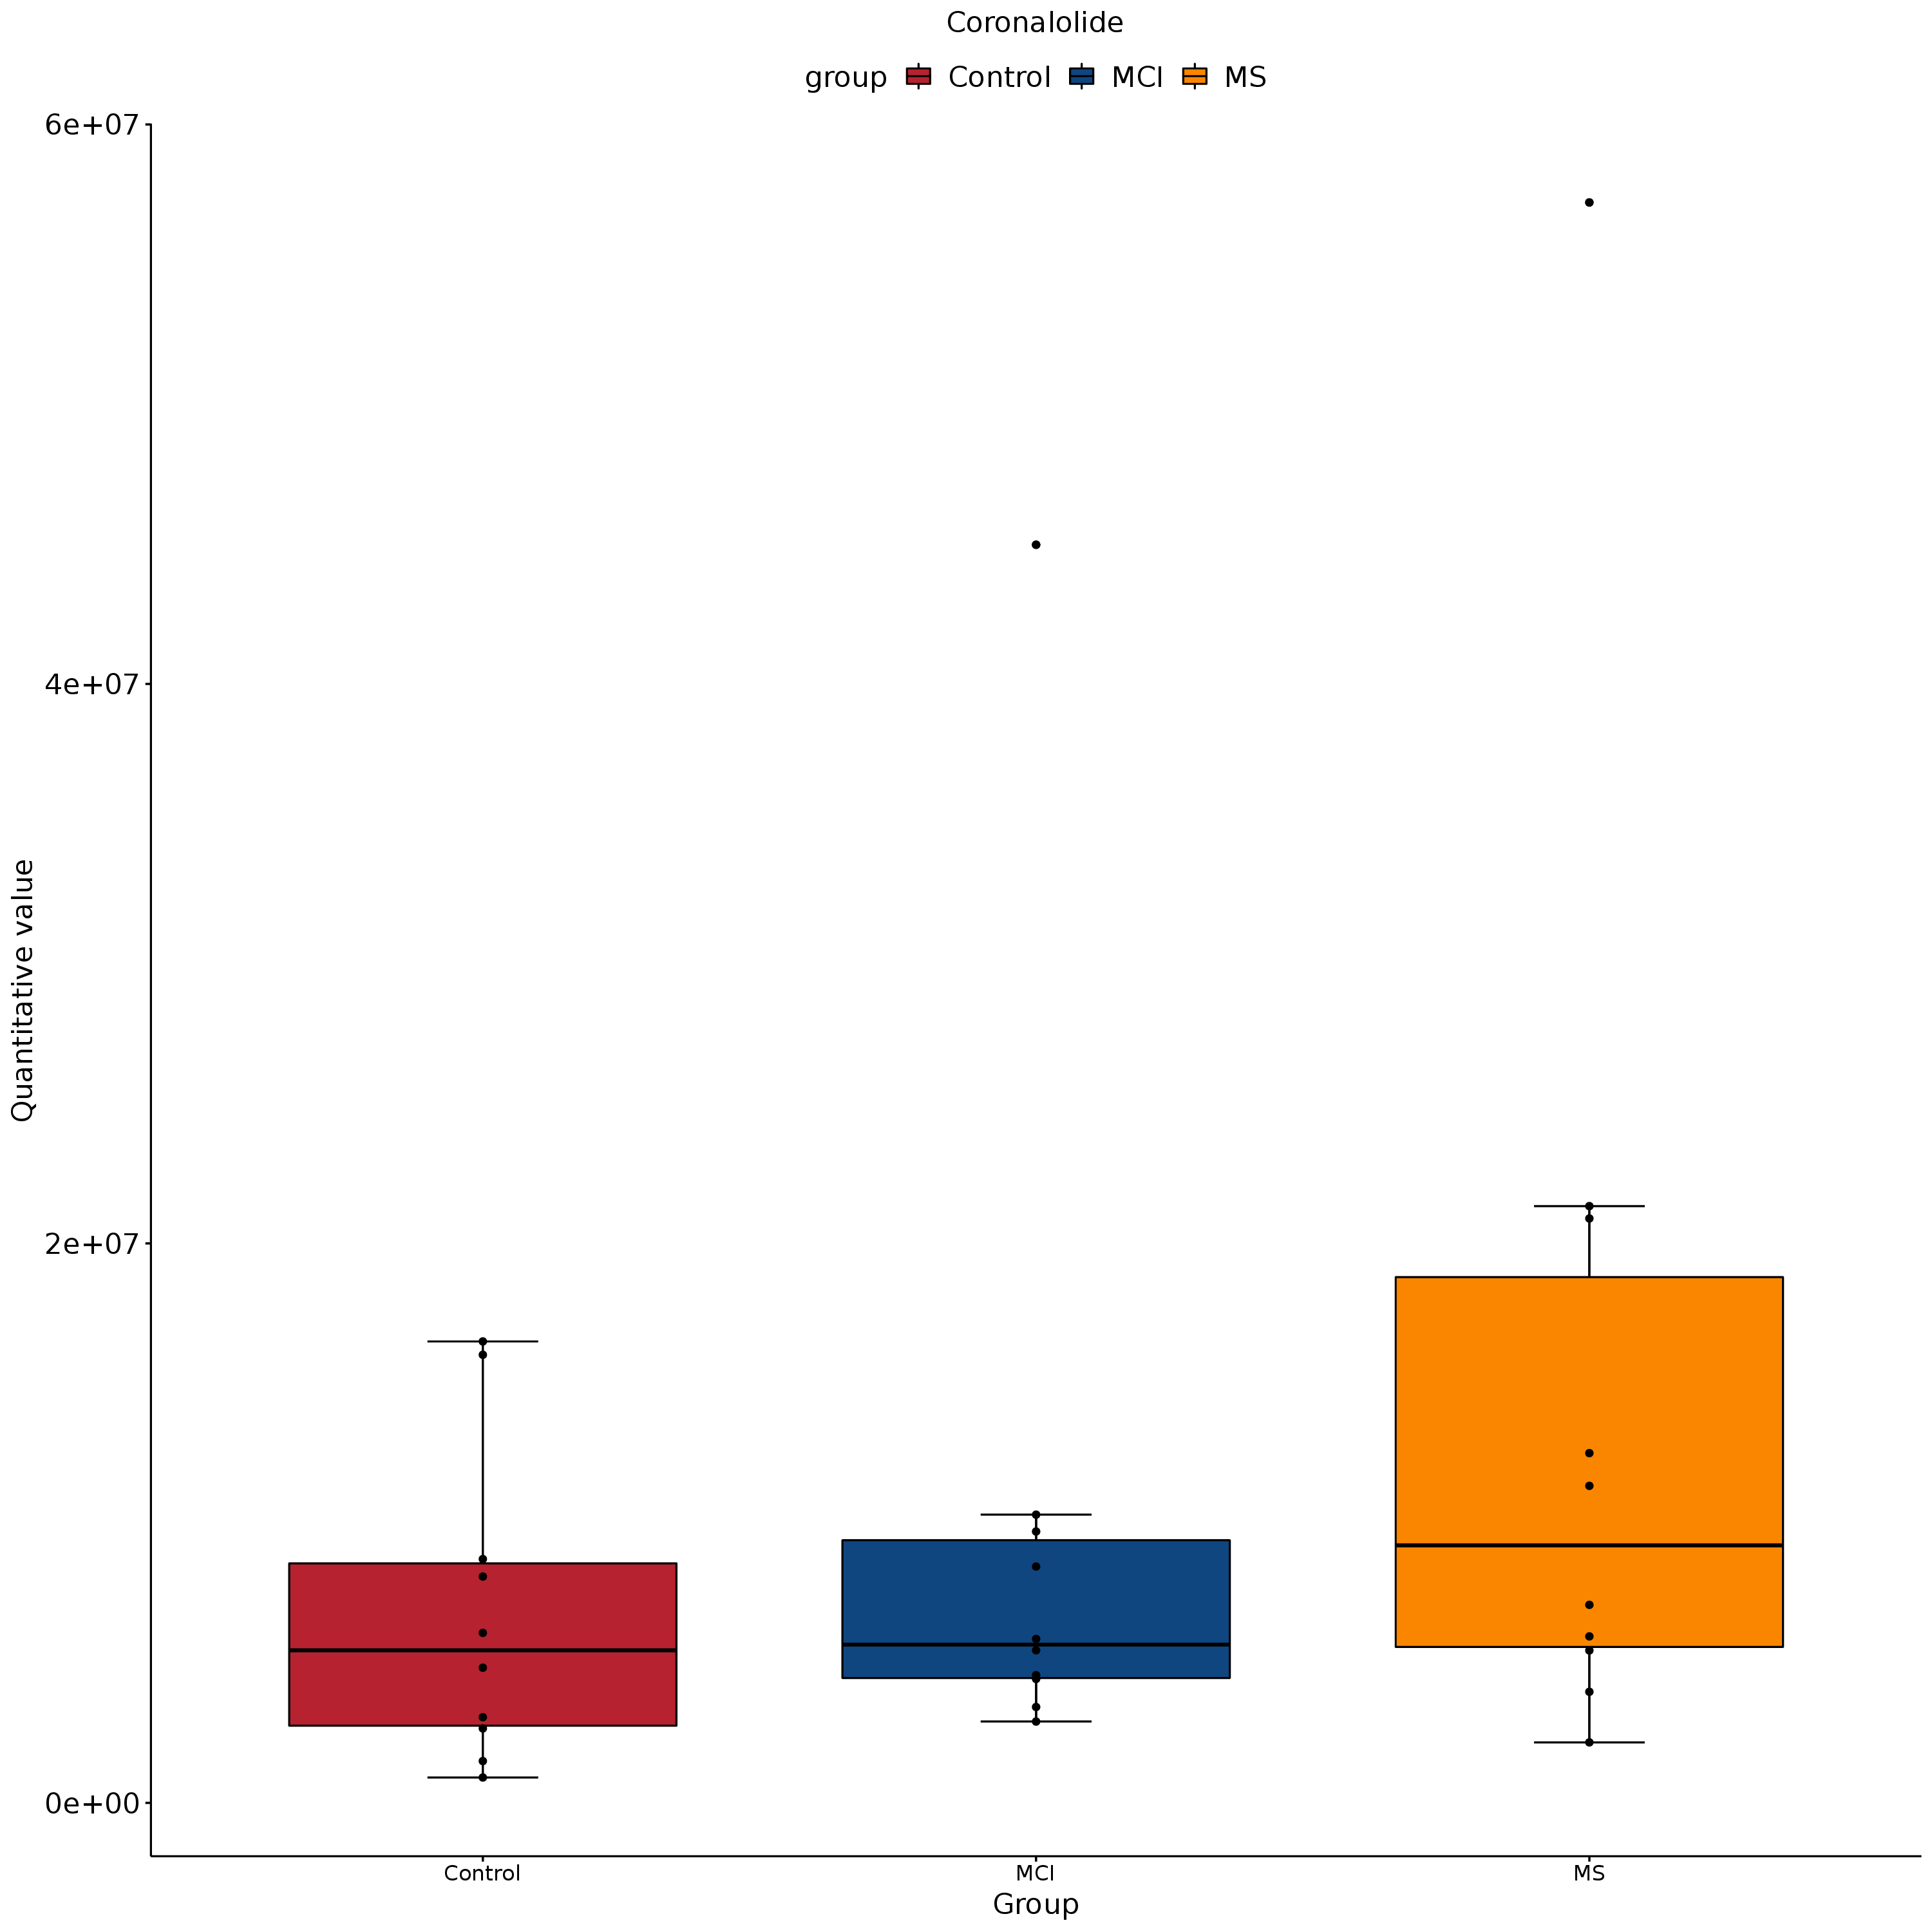 Coronalolide
group Control MCI MS
6e+07
4e+07
2e+07
0e+00
Quantitative value
Control MCI MS
Group